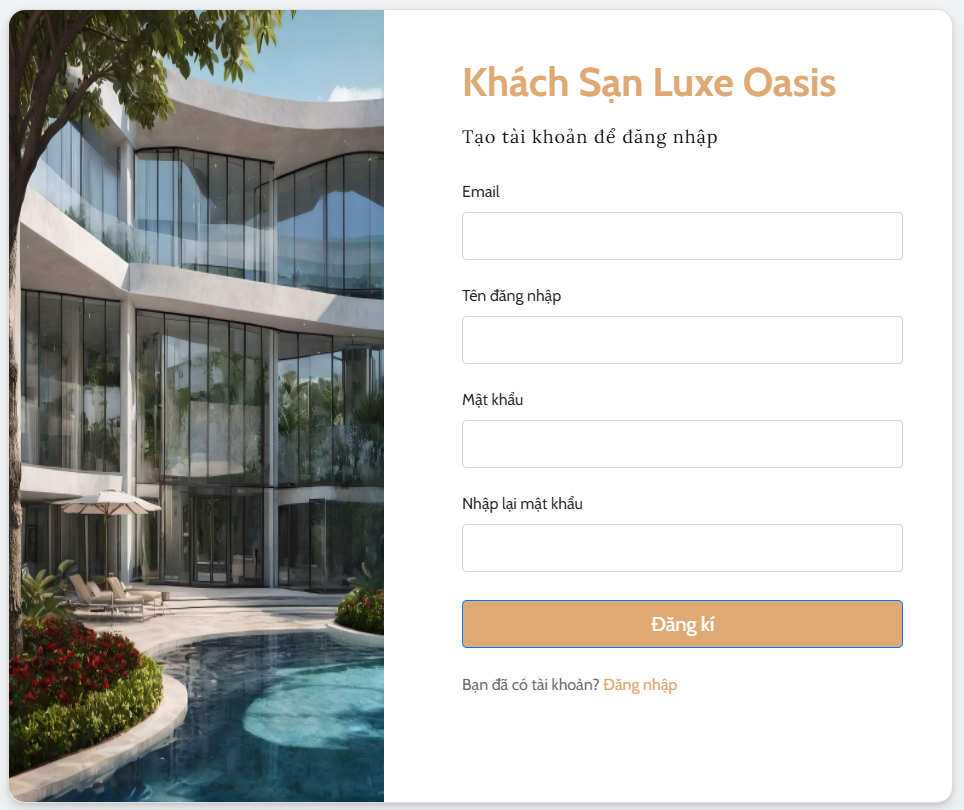 Khách Sạn Luxe Oasis
Tạo tài khoản để đăng nhập
Email
Tên đăng nhập
Mật khẩu
Nhập lại mật khẩu
Đăng kí
Bạn đã có tài khoản? Đăng nhập